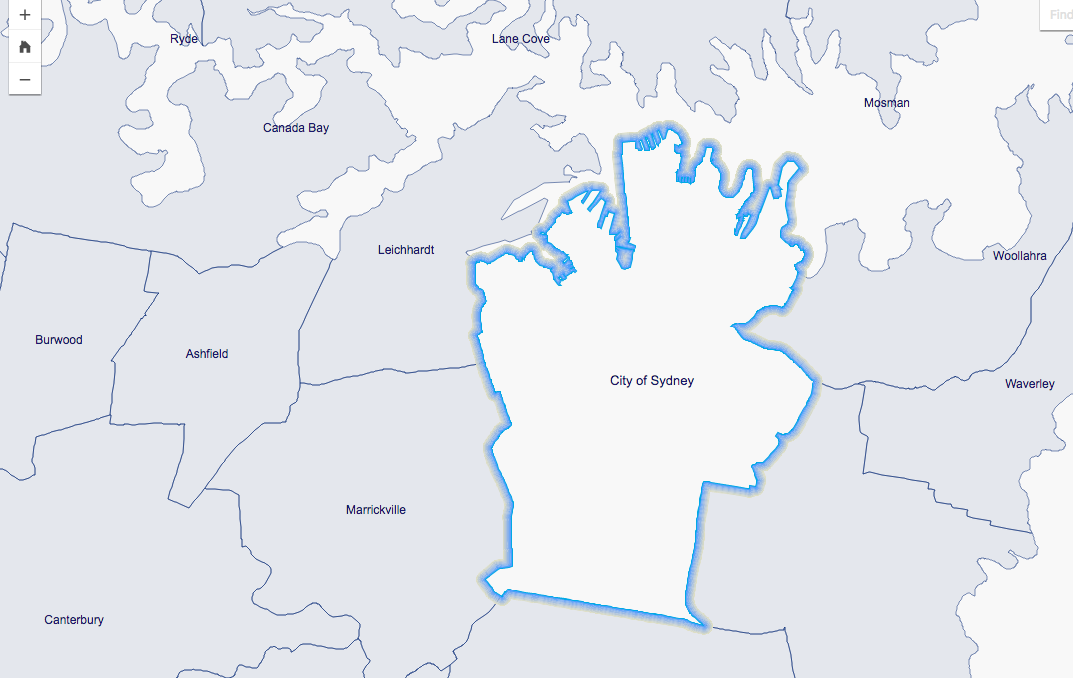 +
−
Find
Ryde
Lane Cove
Mosman
Canada Bay
Leichhardt
Woollahra
Burwood
Ashfield
City of Sydney
Waverley
Marrickville
Canterbury